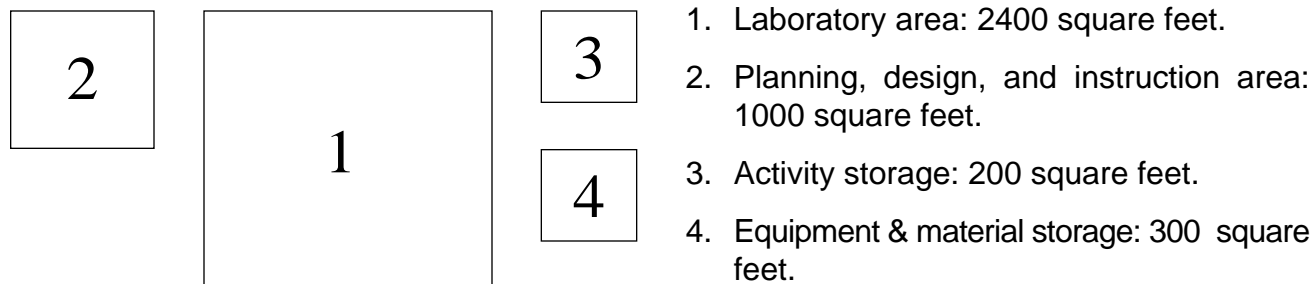 2
1
3
4
1. Laboratory area: 2400 square feet.
2. Planning, design, and instruction area:
1000 square feet.
3. Activity storage: 200 square feet.
4. Equipment & material storage: 300 square
feet.